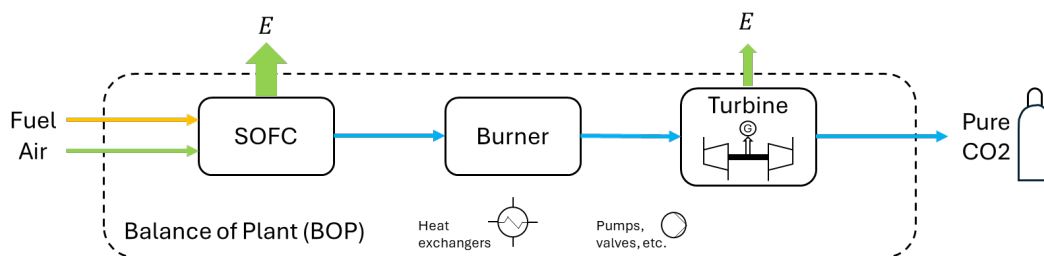 E
E
Fuel
Air
SOFC
Burner
Turbine
G
Pure
CO2
Balance of Plant (BOP)
Heat
exchangers
Pumps,
valves, etc.